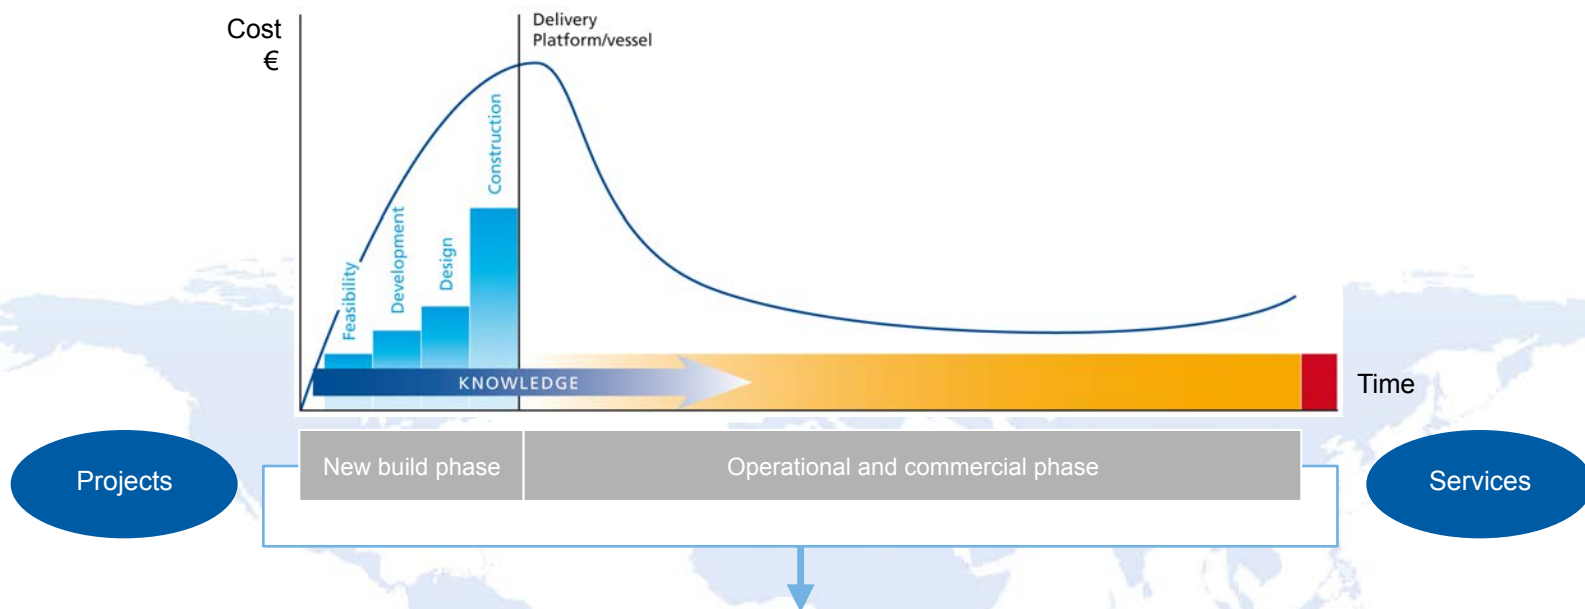 Cost
€
Delivery
Platform/vessel
Feasibility
Development
Design
Construction
KNOWLEDGE
Time
New build phase
Operational and commercial phase
Projects
Services